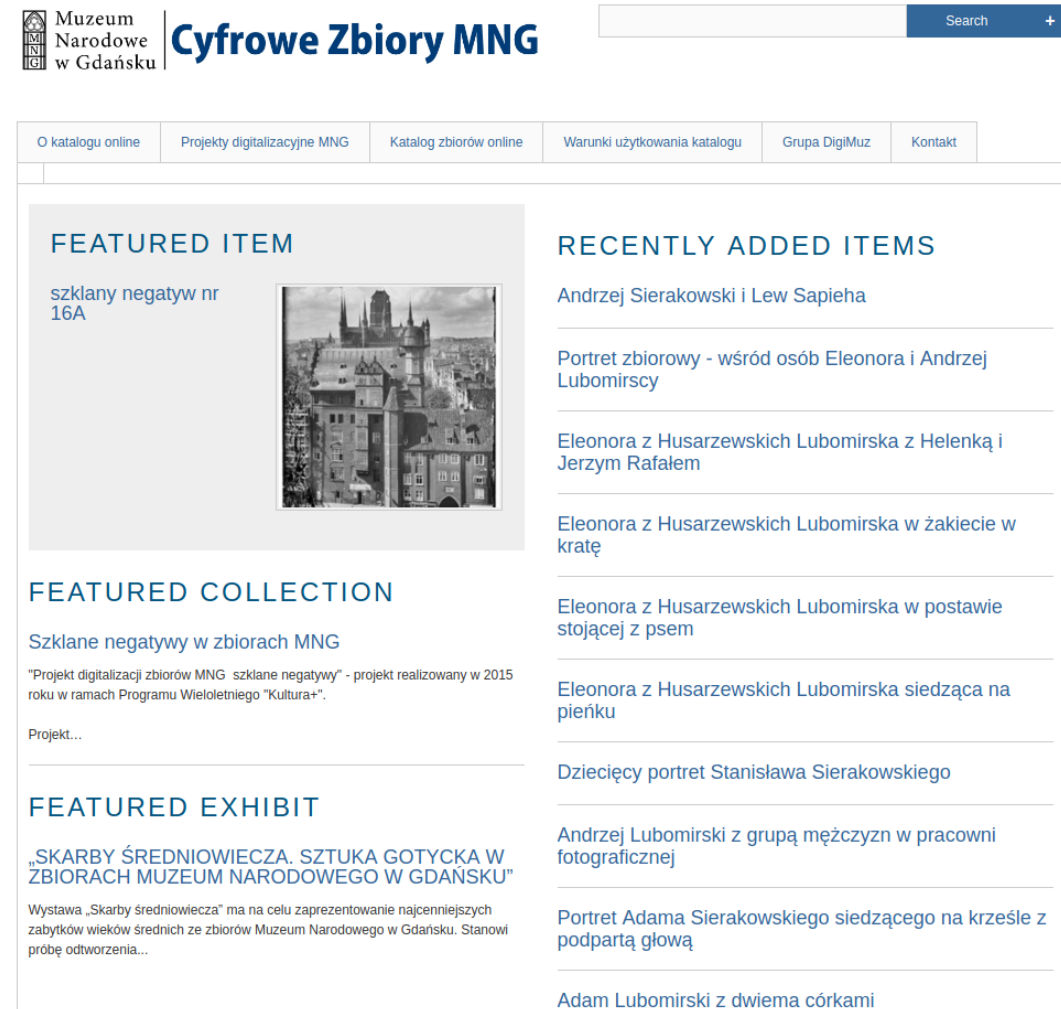 Muzeum
Narodowe
w Gdańsku
MNG
Cyfrowe Zbiory MNG
Search +
O katalogu online
Projekty digitalizacyjne MNG
Katalog zbiorów online
Warunki użytkowania katalogu
Grupa DigiMuz
Kontakt
FEATURED ITEM
szklany negatyw nr
16A
FEATURED COLLECTION
Szklane negatywy w zbiorach MNG
"Projekt digitalizacji zbiorów MNG  szklane negatywy" - projekt realizowany w 2015
roku w ramach Programu Wieloletniego "Kultura+".
Projekt…
FEATURED EXHIBIT
„SKARBY ŚREDNIOWIECZA. SZTUKA GOTYCKA W
ZBIORACH MUZEUM NARODOWEGO W GDAŃSKU”
Wystawa „Skarby średniowiecza” ma na celu zaprezentowanie najcenniejszych
zabytków wieków średnich ze zbiorów Muzeum Narodowego w Gdańsku. Stanowi
próbę odtworzenia...
RECENTLY ADDED ITEMS
Andrzej Sierakowski i Lew Sapieha
Portret zbiorowy - wśród osób Eleonora i Andrzej
Lubomirscy
Eleonora z Husarzewskich Lubomirska z Helenką i
Jerzym Rafałem
Eleonora z Husarzewskich Lubomirska w żakiecie w
kratę
Eleonora z Husarzewskich Lubomirska w postawie
stojącej z psem
Eleonora z Husarzewskich Lubomirska siedząca na
pieńku
Dziecięcy portret Stanisława Sierakowskiego
Andrzej Lubomirski z grupą mężczyzn w pracowni
fotograficznej
Portret Adama Sierakowskiego siedzącego na krześle z
podpartą głową
Adam Lubomirski z dwiema córkami